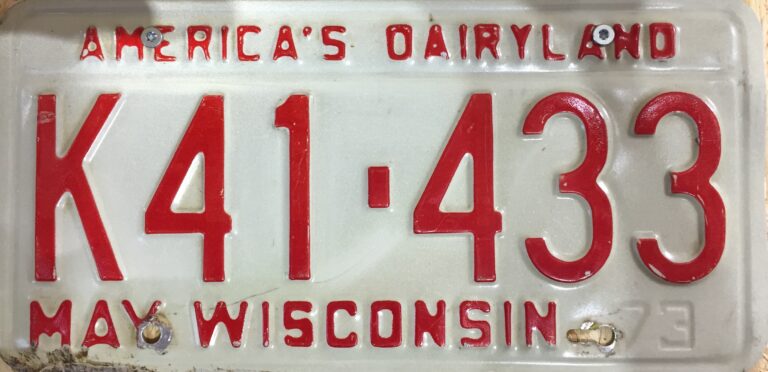 AMERICA'S DAIRYLAND
K41-433
MAY WISCONSIN 73